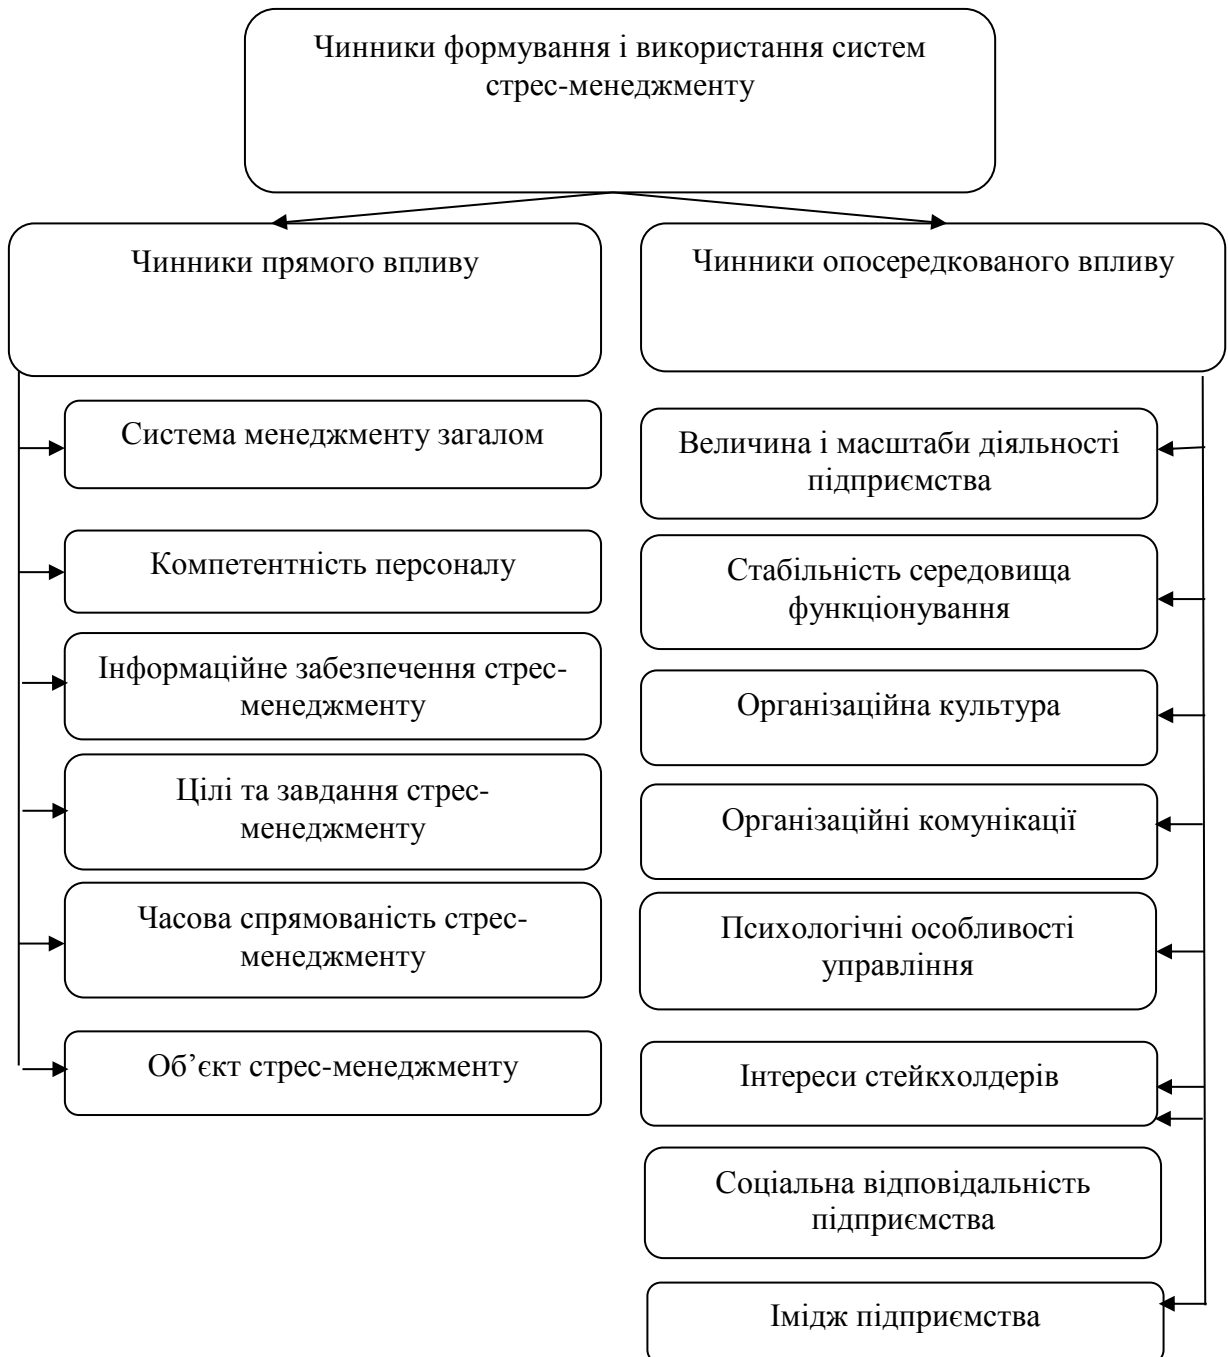 Чинники формування і використання систем
стрес-менеджменту
Чинники прямого впливу
Система менеджменту загалом
Компетентність персоналу
Інформаційне забезпечення стрес-
менеджменту
Цілі та завдання стрес-
менеджменту
Часова спрямованість стрес-
менеджменту
Об’єкт стрес-менеджменту
Чинники опосередкованого впливу
Величина і масштаби діяльності
підприємства
Стабільність середовища
функціонування
Організаційна культура
Організаційні комунікації
Психологічні особливості
управління
Інтереси стейкхолдерів
Соціальна відповідальність
підприємства
Імідж підприємства